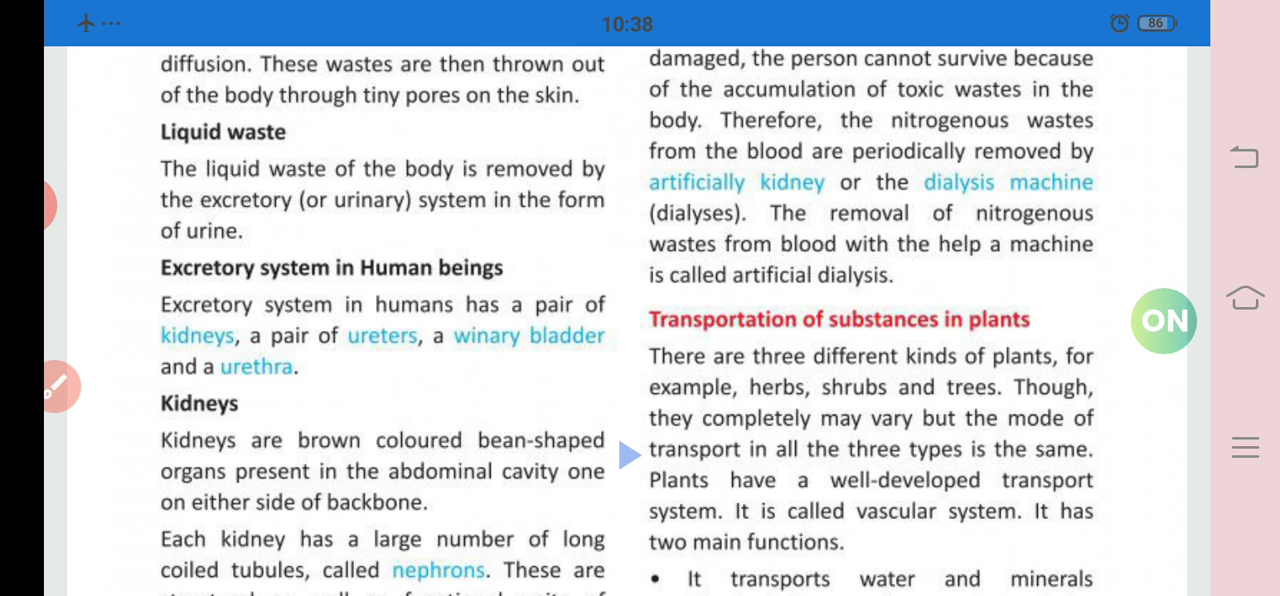 10:38
86
diffusion. These wastes are then thrown out
of the body through tiny pores on the skin.
Liquid waste
The liquid waste of the body is removed by
the excretory (or urinary) system in the form
of urine.
Excretory system in Human beings
Excretory system in humans has a pair of
kidneys, a pair of ureters, a winary bladder
and a urethra.
Kidneys
Kidneys are brown coloured bean-shaped
organs present in the abdominal cavity one
on either side of backbone.
Each kidney has a large number of long
coiled tubules, called nephrons. These are
damaged, the person cannot survive because
of the accumulation of toxic wastes in the
body. Therefore, the nitrogenous wastes
from the blood are periodically removed by
artificially kidney or the dialysis machine
(dialyses). The removal of nitrogenous
wastes from blood with the help a machine
is called artificial dialysis.
Transportation of substances in plants
There are three different kinds of plants, for
example, herbs, shrubs and trees. Though,
they completely may vary but the mode of
transport in all the three types is the same.
Plants have a well-developed transport
system. It is called vascular system. It has
two main functions.
• It transports water and minerals
ON